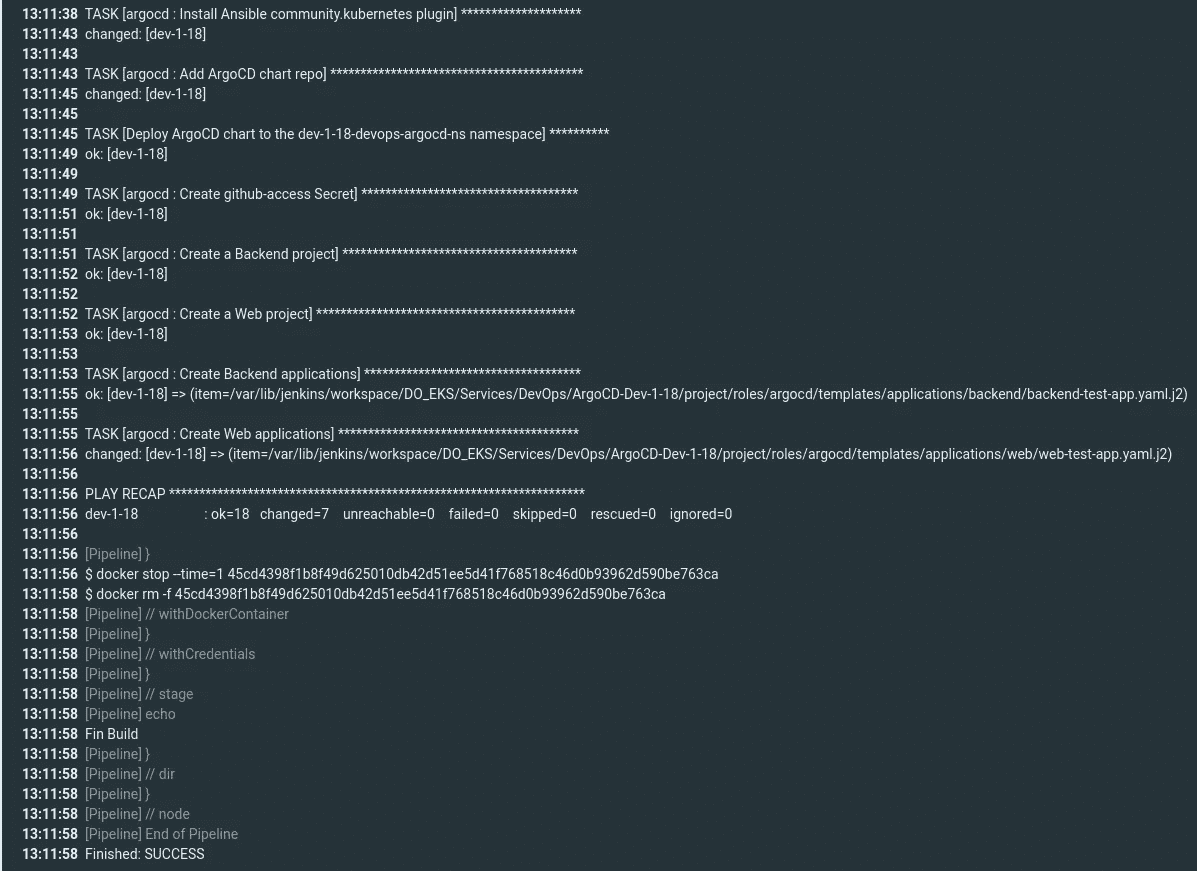 13:11:38 TASK [argocd : Install Ansible community.kubernetes plugin] ********************
13:11:43 changed: [dev-1-18]
13:11:43
13:11:43 TASK [argocd : Add ArgoCD chart repo] ******************************************
13:11:45 changed: [dev-1-18]
13:11:45
13:11:45 TASK [Deploy ArgoCD chart to the dev-1-18-devops-argocd-ns namespace] **********
13:11:49 ok: [dev-1-18]
13:11:49
13:11:49 TASK [argocd : Create github-access Secret] ************************************
13:11:51 ok: [dev-1-18]
13:11:51
13:11:51 TASK [argocd : Create a Backend project] ***************************************
13:11:52 ok: [dev-1-18]
13:11:52
13:11:52 TASK [argocd : Create a Web project] *******************************************
13:11:53 ok: [dev-1-18]
13:11:53
13:11:53 TASK [argocd : Create Backend applications] ************************************
13:11:55 ok: [dev-1-18] => (item=/var/lib/jenkins/workspace/DO_EKS/Services/DevOps/ArgoCD-Dev-1-18/project/roles/argocd/templates/applications/backend/backend-test-app.yaml.j2)
13:11:55
13:11:55 TASK [argocd : Create Web applications] ****************************************
13:11:56 changed: [dev-1-18] => (item=/var/lib/jenkins/workspace/DO_EKS/Services/DevOps/ArgoCD-Dev-1-18/project/roles/argocd/templates/applications/web/web-test-app.yaml.j2)
13:11:56
13:11:56 PLAY RECAP *********************************************************************
13:11:56 dev-1-18 : ok=18 changed=7 unreachable=0 failed=0 skipped=0 rescued=0 ignored=0
13:11:56
13:11:56 [Pipeline] }
13:11:56 $ docker stop --time=1 45cd4398f1b8f49d625010db42d51ee5d41f768518c46d0b93962d590be763ca
13:11:58 $ docker rm -f 45cd4398f1b8f49d625010db42d51ee5d41f768518c46d0b93962d590be763ca
13:11:58 [Pipeline] // withDockerContainer
13:11:58 [Pipeline] }
13:11:58 [Pipeline] // withCredentials
13:11:58 [Pipeline] }
13:11:58 [Pipeline] // stage
13:11:58 [Pipeline] echo
13:11:58 Fin Build
13:11:58 [Pipeline] }
13:11:58 [Pipeline] // dir
13:11:58 [Pipeline] }
13:11:58 [Pipeline] // node
13:11:58 [Pipeline] End of Pipeline
13:11:58 Finished: SUCCESS